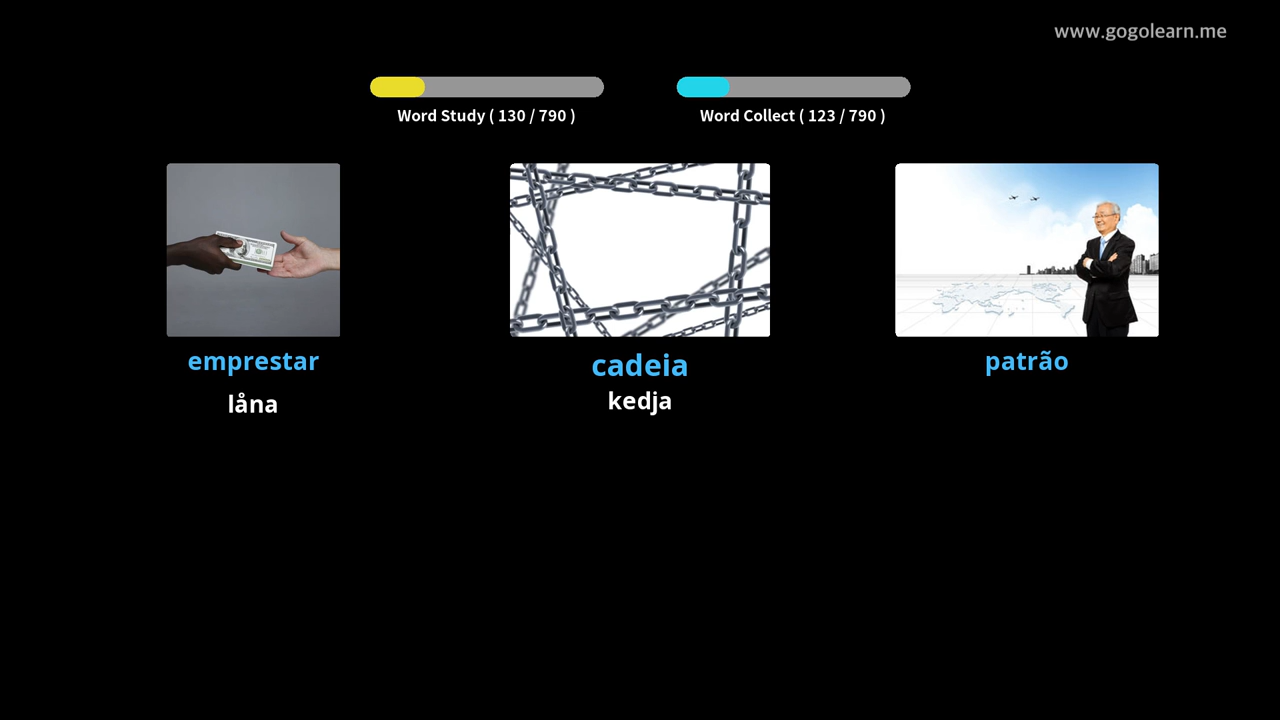 www.gogolearn.me
Word Study ( 130 / 790 )
Word Collect ( 123 / 790 )
emprestar
låna
cadeia
kedja
patrão